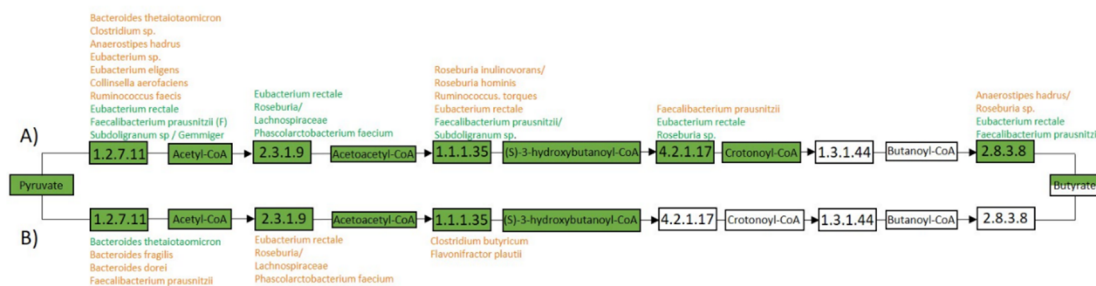 Bacteroides thetaiotaomicron
Clostridium sp.
Anaerostipes hadrus
Eubacterium sp.
Eubacterium eligens
Collinsella aerofaciens
Ruminococcus faecis
Eubacterium rectale
Faecalibacterium prausnitzii (F)
Subdoligranum sp / Gemmiger
Eubacterium rectale
Roseburia/
Lachnospiraceae
Phascolarctobacterium faecium
Roseburia inulinovorans/
Roseburia hominis
Ruminococcus. torques
Eubacterium rectale
Faecalibacterium prausnitzii/
Subdoligranum sp.
Faecalibacterium prausnitzii
Eubacterium rectale
Roseburia sp.
Anaerostipes hadrus/
Roseburia sp.
Eubacterium rectale
Faecalibacterium prausnitzi
A)
1.2.7.11 Acetyl-CoA 2.3.1.9 Acetoacetyl-CoA 1.1.1.35 (S)-3-hydroxybutanoyl-CoA 4.2.1.17 Crotonoyl-CoA 1.3.1.44 Butanoyl-CoA 2.8.3.8
Pyruvate Butyrate
B)
1.2.7.11 Acetyl-CoA 2.3.1.9 Acetoacetyl-CoA 1.1.1.35 (S)-3-hydroxybutanoyl-CoA 4.2.1.17 Crotonoyl-CoA 1.3.1.44 Butanoyl-CoA 2.8.3.8
Bacteroides thetaiotaomicron
Bacteroides fragilis
Bacteroides dorei
Faecalibacterium prausnitzii
Eubacterium rectale
Roseburia/
Lachnospiraceae
Phascolarctobacterium faecium
Clostridium butyricum
Flavonifractor plautii